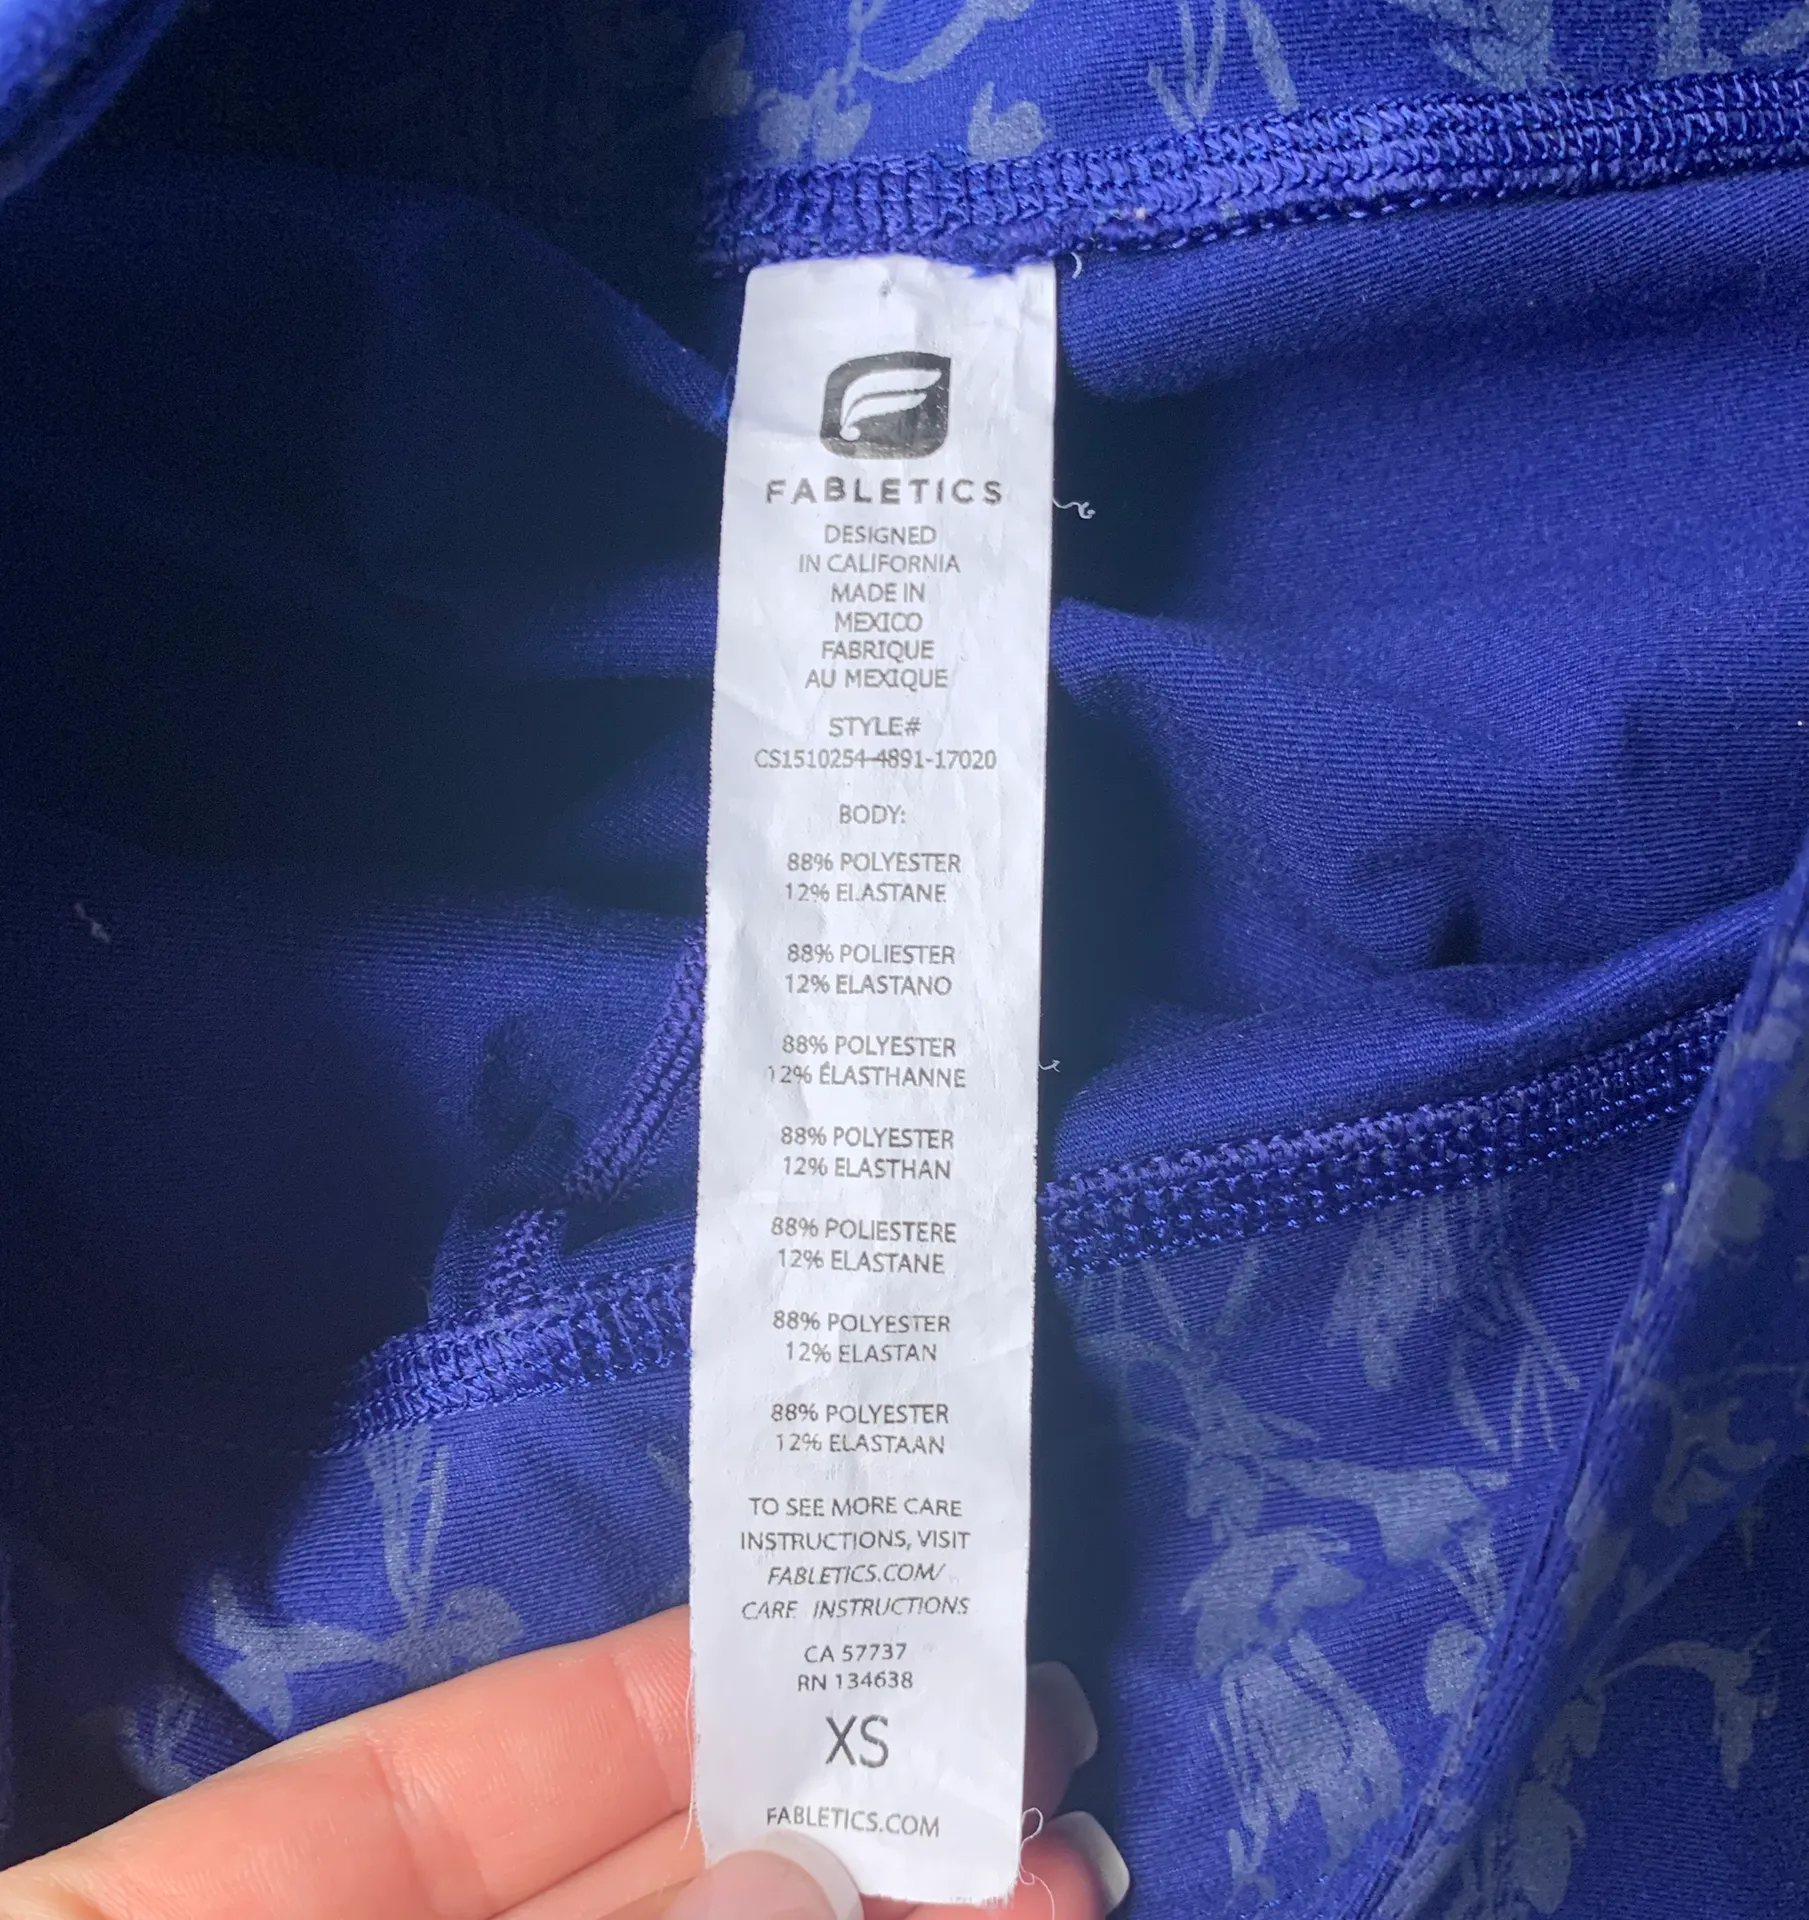 FABLETICS
DESIGNED
IN CALIFORNIA
MADE IN
MEXICO
FABRIQUE
AU MEXIQUE
STYLE#
CS1510254-4891-17020
BODY:
88% POLYESTER
12% ELASTANE
88% POLIESTER
12% ELASTANO
88% POLYESTER
12% ÉLASTHANNE
88% POLYESTER
12% ELASTHAN
88% POLIESTERE
12% ELASTANE
88% POLYESTER
12% ELASTAN
88% POLYESTER
12% ELASTAAN
TO SEE MORE CARE
INSTRUCTIONS, VISIT
FABLETICS.COM/
CARE INSTRUCTIONS
CA 57737
RN 134638
XS
FABLETICS.COM